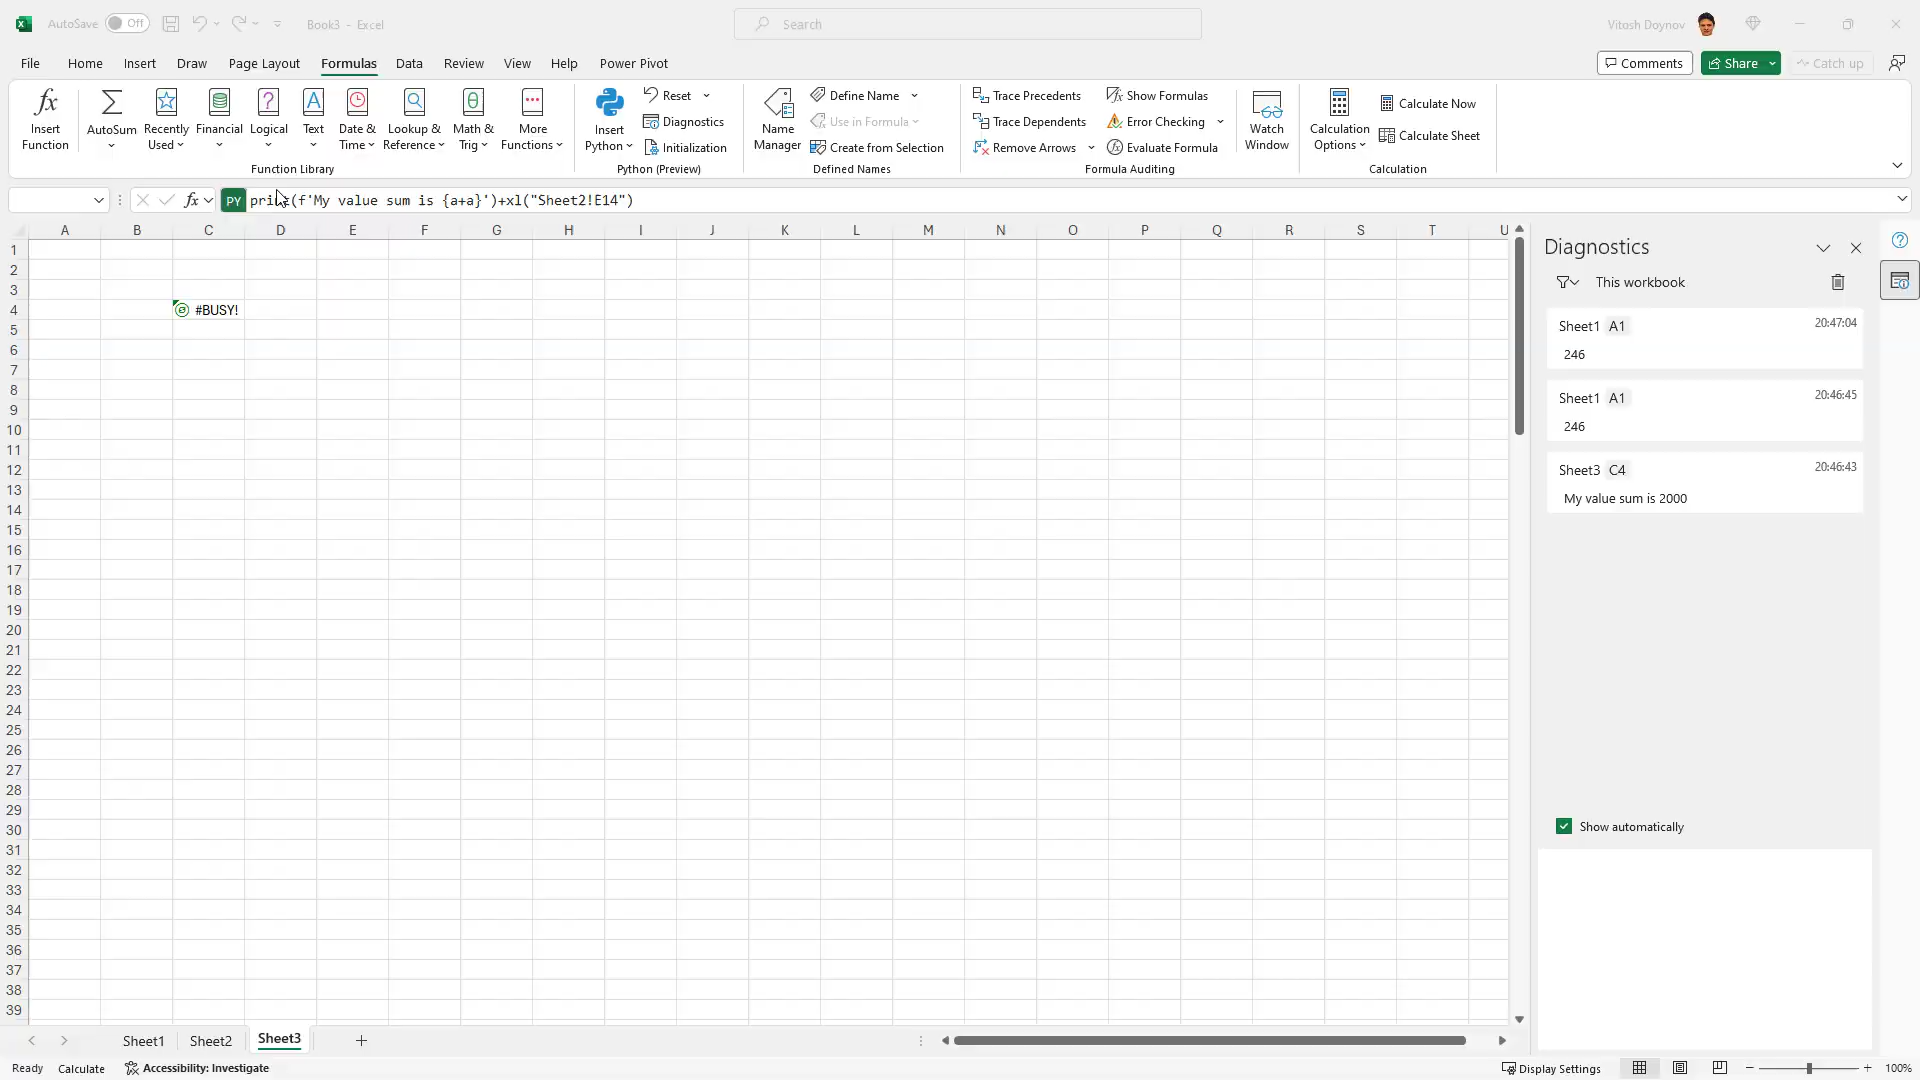 AutoSave Off Book3 - Excel Search Vitosh Doynov
File Home Insert Draw Page Layout Formulas Data Review View Help Power Pivot Comments Share Catch up
Insert Function
AutoSum
Recently Used
Financial
Logical
Text
Date & Time
Lookup & Reference
Math & Trig
More Functions
Function Library
Insert Python
Reset
Diagnostics
Initialization
Python (Preview)
Name Manager
Define Name
Use in Formula
Create from Selection
Defined Names
Trace Precedents
Trace Dependents
Remove Arrows
Show Formulas
Error Checking
Evaluate Formula
Formula Auditing
Watch Window
Calculation Options
Calculate Now
Calculate Sheet
Calculation
fx PY print(f'My value sum is {a+a}')+xl("Sheet2!E14")
A B C D E F G H I J K L M N O P Q R S T U
1
2
3
4 #BUSY!
5
6
7
8
9
10
11
12
13
14
15
16
17
18
19
20
21
22
23
24
25
26
27
28
29
30
31
32
33
34
35
36
37
38
39
Diagnostics
This workbook
Sheet1 A1 20:47:04
246
Sheet1 A1 20:46:45
246
Sheet3 C4 20:46:43
My value sum is 2000
Show automatically
Sheet1 Sheet2 Sheet3
Ready Calculate Accessibility: Investigate Display Settings 100%